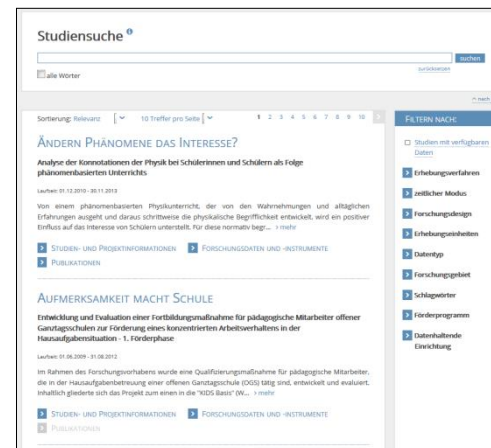 Studiensuche
suchen
zurücksetzen
alle Wörter
^ nach
Sortierung: Relevanz 10 Treffer pro Seite 1 2 3 4 5 6 7 8 9 10 >
FILTERN NACH:
Studien mit verfügbaren
Daten
Erhebungsverfahren
zeitlicher Modus
Forschungsdesign
Erhebungseinheiten
Datentyp
Forschungsgebiet
Schlagwörter
Förderprogramm
Datenhaltende
Einrichtung
ÄNDERN PHÄNOMENE DAS INTERESSE?
Analyse der Konnotationen der Physik bei Schülerinnen und Schülern als Folge
phänomenbasierten Unterrichts
Laufzeit: 01.12.2010 - 30.11.2013
Von einem phänomenbasierten Physikunterricht, der von den Wahrnehmungen und alltäglichen
Erfahrungen ausgeht und daraus schrittweise die physikalische Begrifflichkeit entwickelt, wird ein positiver
Einfluss auf das Interesse von Schülern unterstellt. Für diese normativ begr... > mehr
STUDIEN- UND PROJEKTINFORMATIONEN FORSCHUNGSDATEN UND -INSTRUMENTE
PUBLIKATIONEN
AUFMERKSAMKEIT MACHT SCHULE
Entwicklung und Evaluation einer Fortbildungsmaßnahme für pädagogische Mitarbeiter offener
Ganztagsschulen zur Förderung eines konzentrierten Arbeitsverhaltens in der
Hausaufgabensituation - 1. Förderphase
Laufzeit: 01.06.2009 - 31.08.2012
Im Rahmen des Forschungsvorhabens wurde eine Qualifizierungsmaßnahme für pädagogische Mitarbeiter,
die in der Hausaufgabenbetreuung einer offenen Ganztagsschule (OGS) tätig sind, entwickelt und evaluiert.
Inhaltlich gliederte sich das Projekt zum einen in die "KIDS Basis" (W... > mehr
STUDIEN- UND PROJEKTINFORMATIONEN FORSCHUNGSDATEN UND -INSTRUMENTE
PUBLIKATIONEN